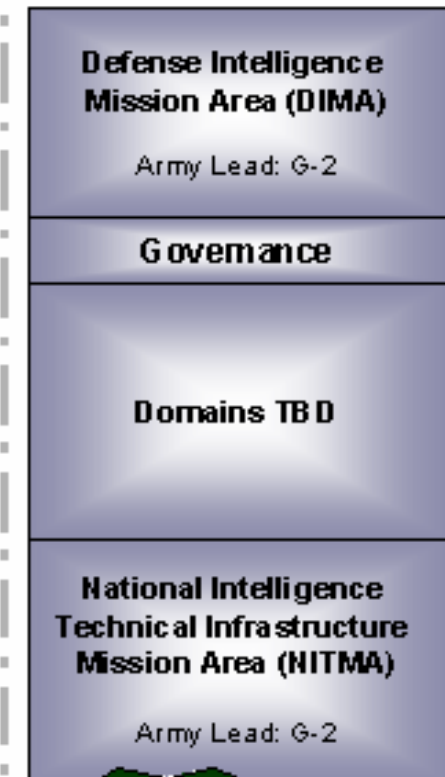 Defense Intelligence
Mission Area (DIMA)
Army Lead: G-2
Governance
Domains TBD
National Intelligence
Technical Infrastructure
Mission Area (NITMA)
Army Lead: G-2